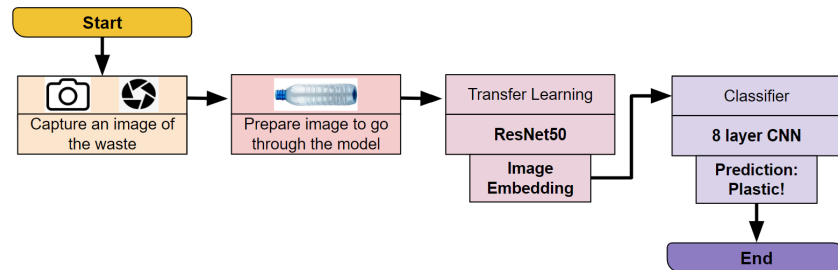 Start
Capture an image of
the waste
Prepare image to go
through the model
Transfer Learning
ResNet50
Image
Embedding
Classifier
8 layer CNN
Prediction:
Plastic!
End